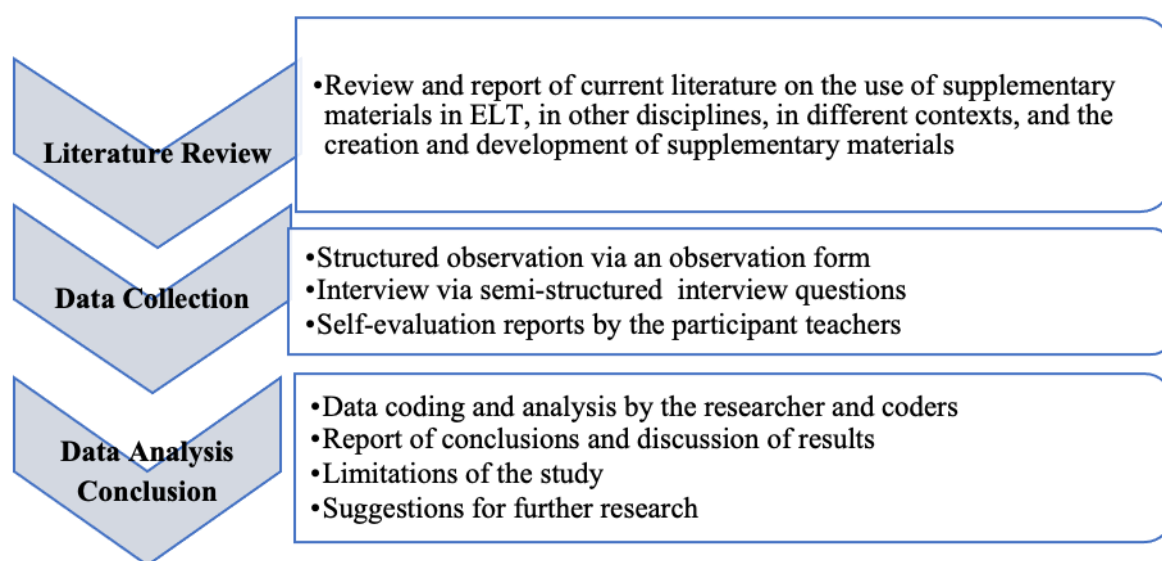 Literature Review
•Review and report of current literature on the use of supplementary
materials in ELT, in other disciplines, in different contexts, and the
creation and development of supplementary materials
Data Collection
•Structured observation via an observation form
•Interview via semi-structured  interview questions
•Self-evaluation reports by the participant teachers
Data Analysis
Conclusion
•Data coding and analysis by the researcher and coders
•Report of conclusions and discussion of results
•Limitations of the study
•Suggestions for further research